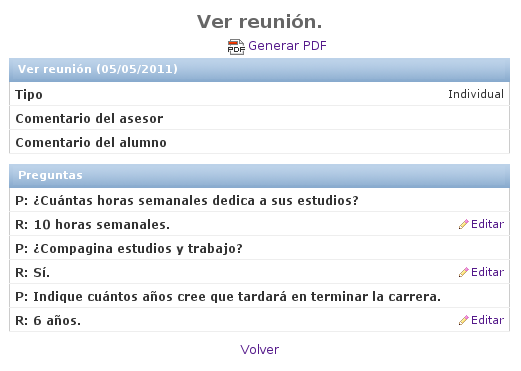 Ver reunión.
PDF Generar PDF
Ver reunión (05/05/2011)
Tipo Individual
Comentario del asesor
Comentario del alumno
Preguntas
P: ¿Cuántas horas semanales dedica a sus estudios?
R: 10 horas semanales. Editar
P: ¿Compagina estudios y trabajo?
R: Sí. Editar
P: Indique cuántos años cree que tardará en terminar la carrera.
R: 6 años. Editar
Volver